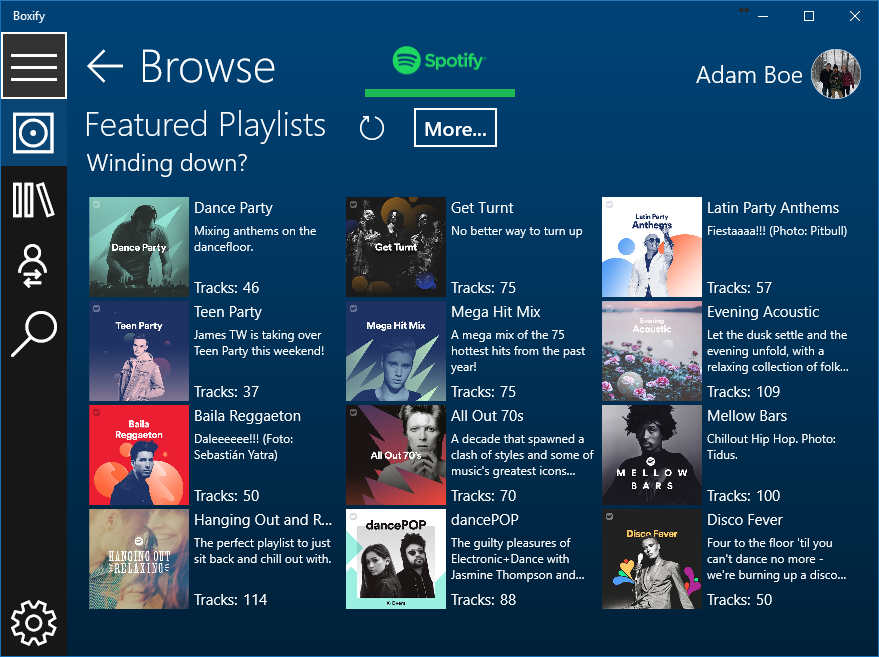 Boxify
Browse
Spotify
Adam Boe
Featured Playlists
More...
Winding down?
Dance Party
Dance Party
Mixing anthems on the
dancefloor.
Tracks: 46
Get Turnt
Get Turnt
No better way to turn up
Tracks: 75
Latin Party
Anthems
Latin Party Anthems
Fiestaaaa!!! (Photo: Pitbull)
Tracks: 57
Teen Party
Teen Party
James TW is taking over
Teen Party this weekend!
Tracks: 37
Mega Hit Mix
Mega Hit Mix
A mega mix of the 75
hottest hits from the past
year!
Tracks: 75
Evening
Acoustic
Evening Acoustic
Let the dusk settle and the
evening unfold, with a
relaxing collection of folk...
Tracks: 109
Baila
Reggaeton
Baila Reggaeton
Daleeeeee!!! (Foto:
Sebastián Yatra)
Tracks: 50
All Out 70's
All Out 70s
A decade that spawned a
clash of styles and some of
music's greatest icons...
Tracks: 70
MELLOW
BARS
Mellow Bars
Chillout Hip Hop. Photo:
Tidus.
Tracks: 100
HANGING OUT
AND
RELAXING
Hanging Out and R...
The perfect playlist to just
sit back and chill out with.
Tracks: 114
dancePOP
dancePOP
The guilty pleasures of
Electronic+Dance with
Jasmine Thompson and...
Tracks: 88
Disco Fever
Disco Fever
Four to the floor 'til you
can't dance no more -
we're burning up a disco...
Tracks: 50